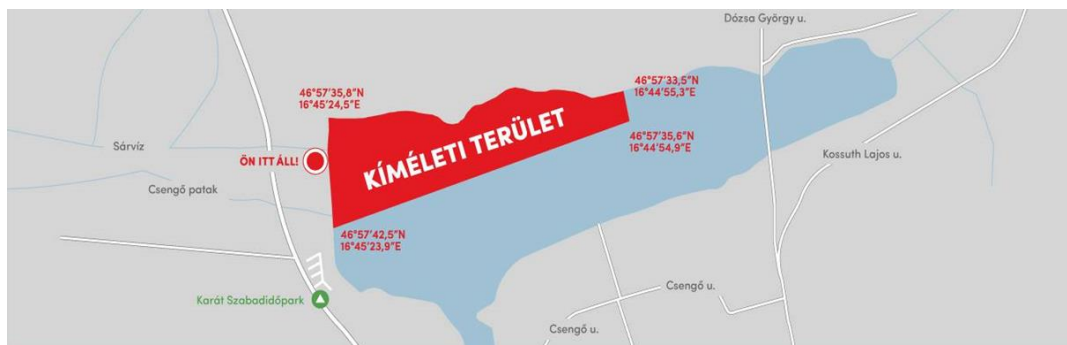 Dózsa György u.
46°57'35,8"N
16°45'24,5"E
46°57'33,5"N
16°44'55,3"E
KÍMÉLETI TERÜLET
46°57'35,6"N
16°44'54,9"E
Sárvíz
ÖN ITT ÁLL!
Kossuth Lajos u.
Csengő patak
46°57'42,5"N
16°45'23,9"E
Karát Szabadidőpark
Csengő u.
Csengő u.